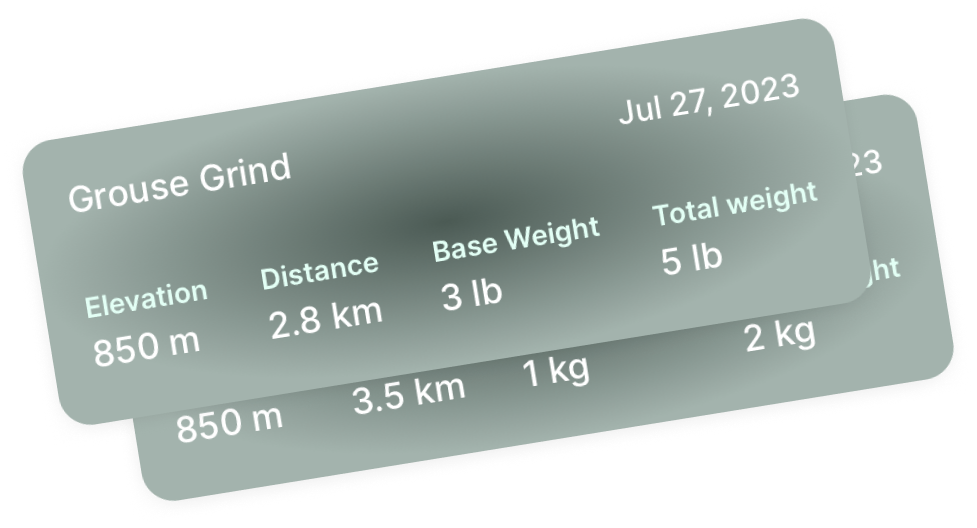 Grouse Grind
Jul 27, 2023
Elevation Distance Base Weight Total weight
850 m 2.8 km 3 lb 5 lb
23
ght
850 m 3.5 km 1 kg 2 kg